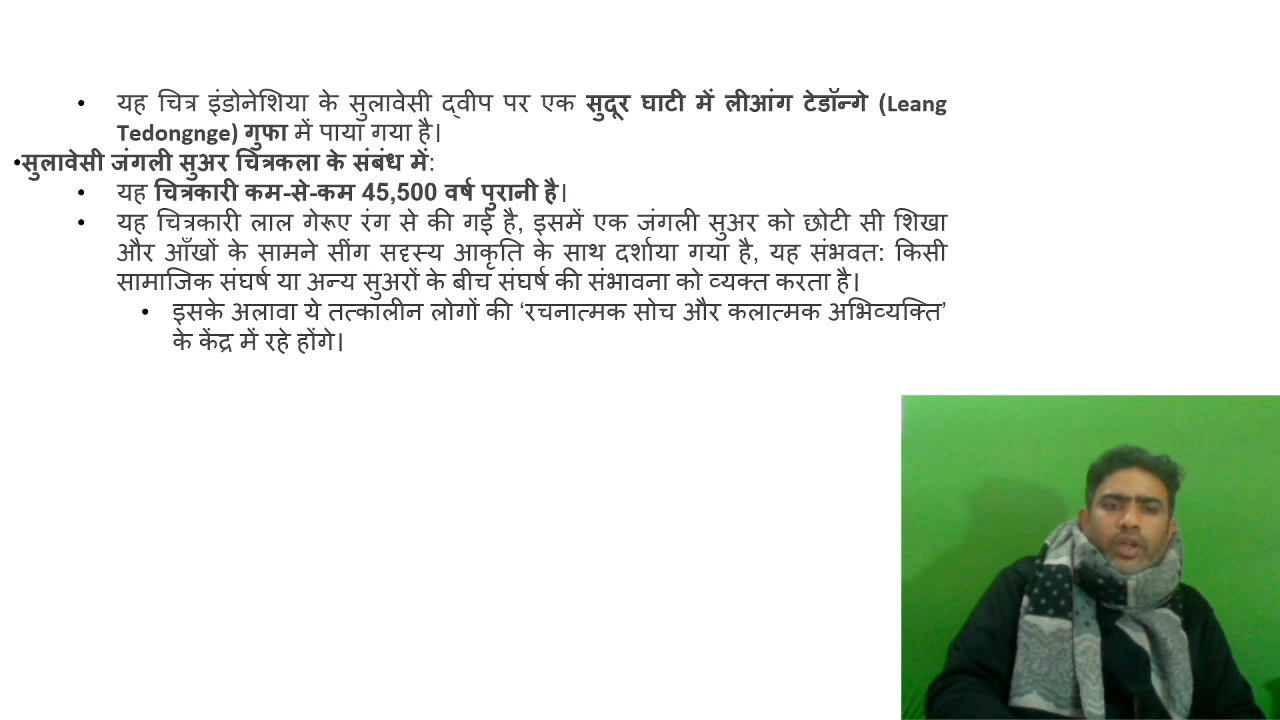 • यह चित्र इंडोनेशिया के सुलावेसी द्वीप पर एक सुदूर घाटी में लीआंग टेडॉन्गे (Leang
Tedongnge) गुफा में पाया गया है।
•सुलावेसी जंगली सुअर चित्रकला के संबंध में:
• यह चित्रकारी कम-से-कम 45,500 वर्ष पुरानी है।
• यह चित्रकारी लाल गेरूए रंग से की गई है, इसमें एक जंगली सुअर को छोटी सी शिखा
और आँखों के सामने सींग सदृस्य आकृति के साथ दर्शाया गया है, यह संभवत: किसी
सामाजिक संघर्ष या अन्य सुअरों के बीच संघर्ष की संभावना को व्यक्त करता है।
• इसके अलावा ये तत्कालीन लोगों की ‘रचनात्मक सोच और कलात्मक अभिव्यक्ति’
के केंद्र में रहे होंगे।